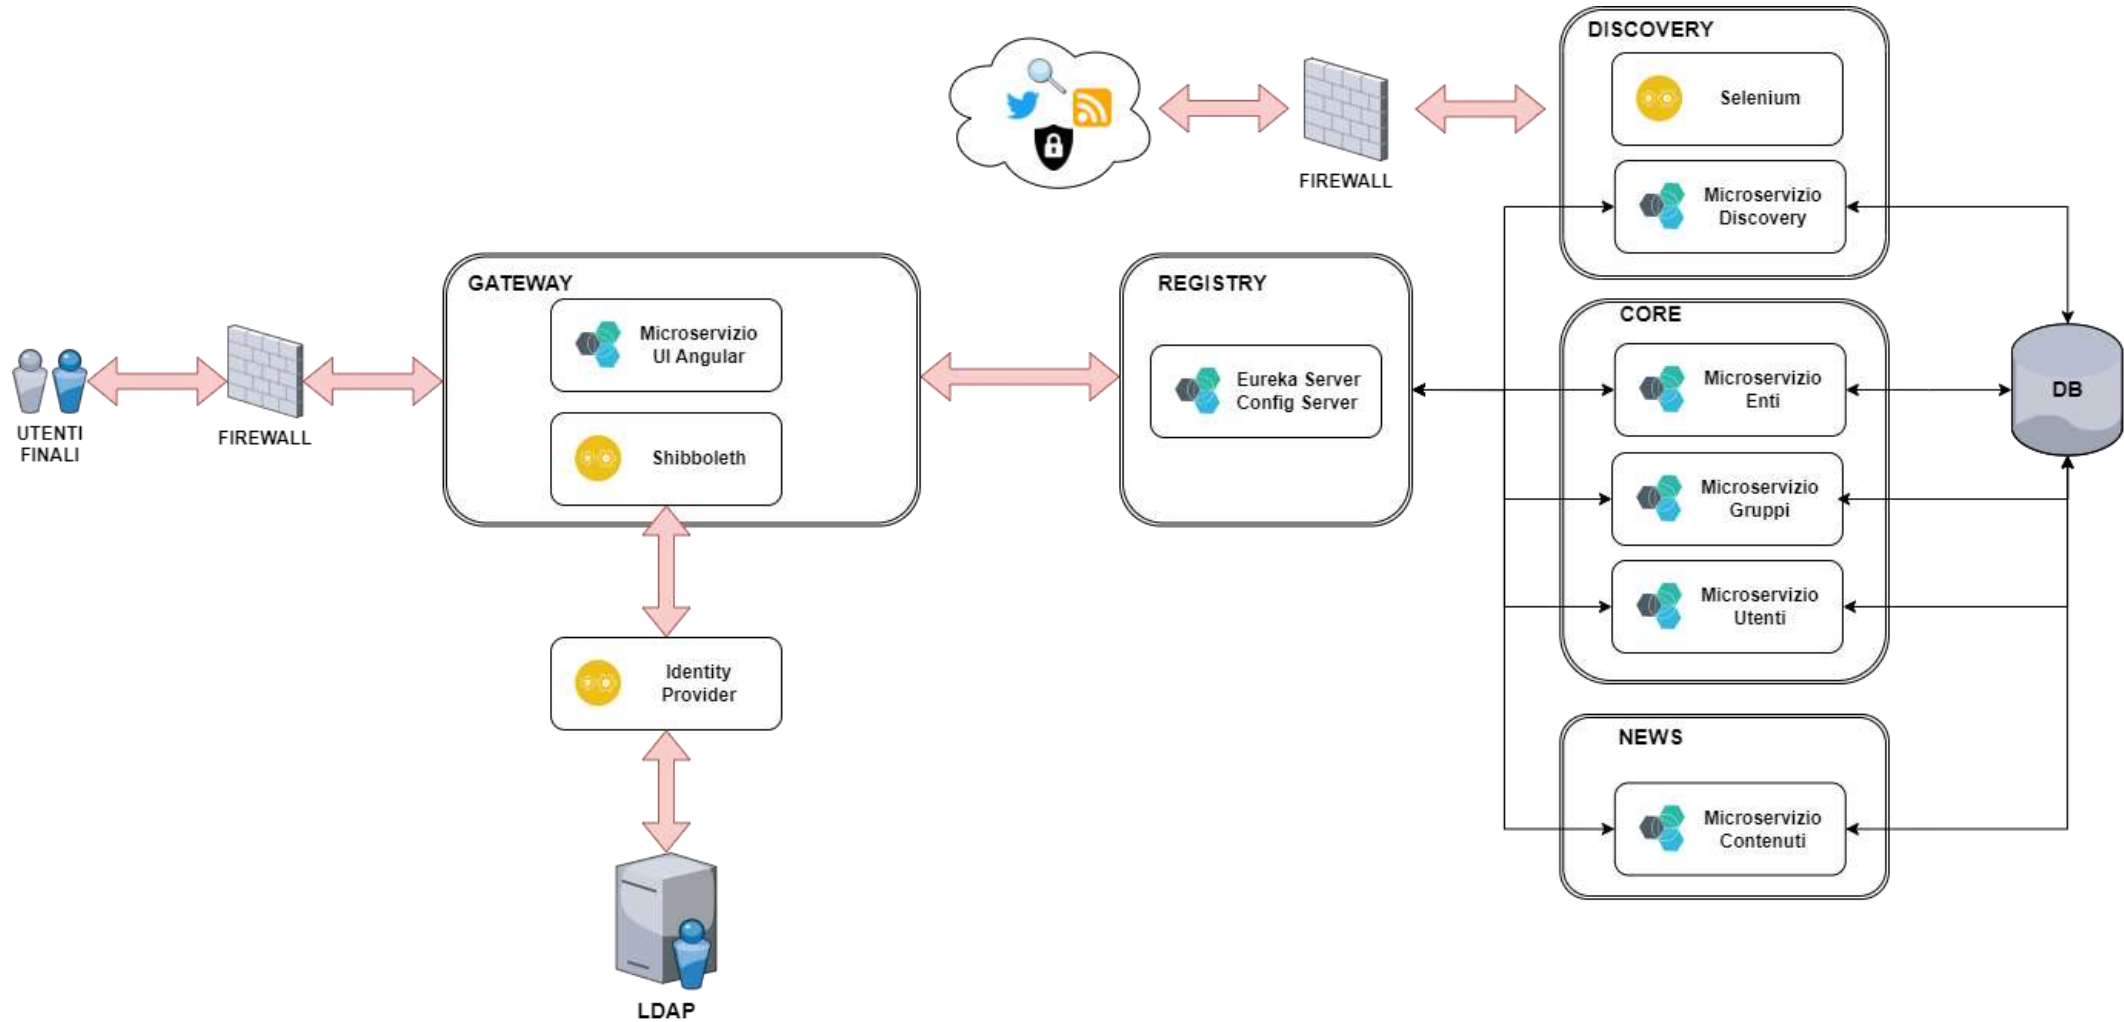 DISCOVERY
Selenium
FIREWALL
Microservizio
Discovery
GATEWAY
Microservizio
UI Angular
REGISTRY
Eureka Server
Config Server
CORE
Microservizio
Enti
DB
UTENTI
FINALI
FIREWALL
Shibboleth
Microservizio
Gruppi
Microservizio
Utenti
Identity
Provider
NEWS
Microservizio
Contenuti
LDAP